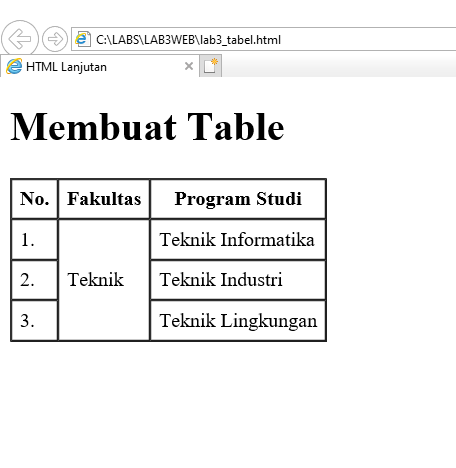 C:\LABS\LAB3WEB\lab3_tabel.html
HTML Lanjutan
Membuat Table
No. Fakultas Program Studi
1. Teknik Informatika
2. Teknik Teknik Industri
3. Teknik Lingkungan